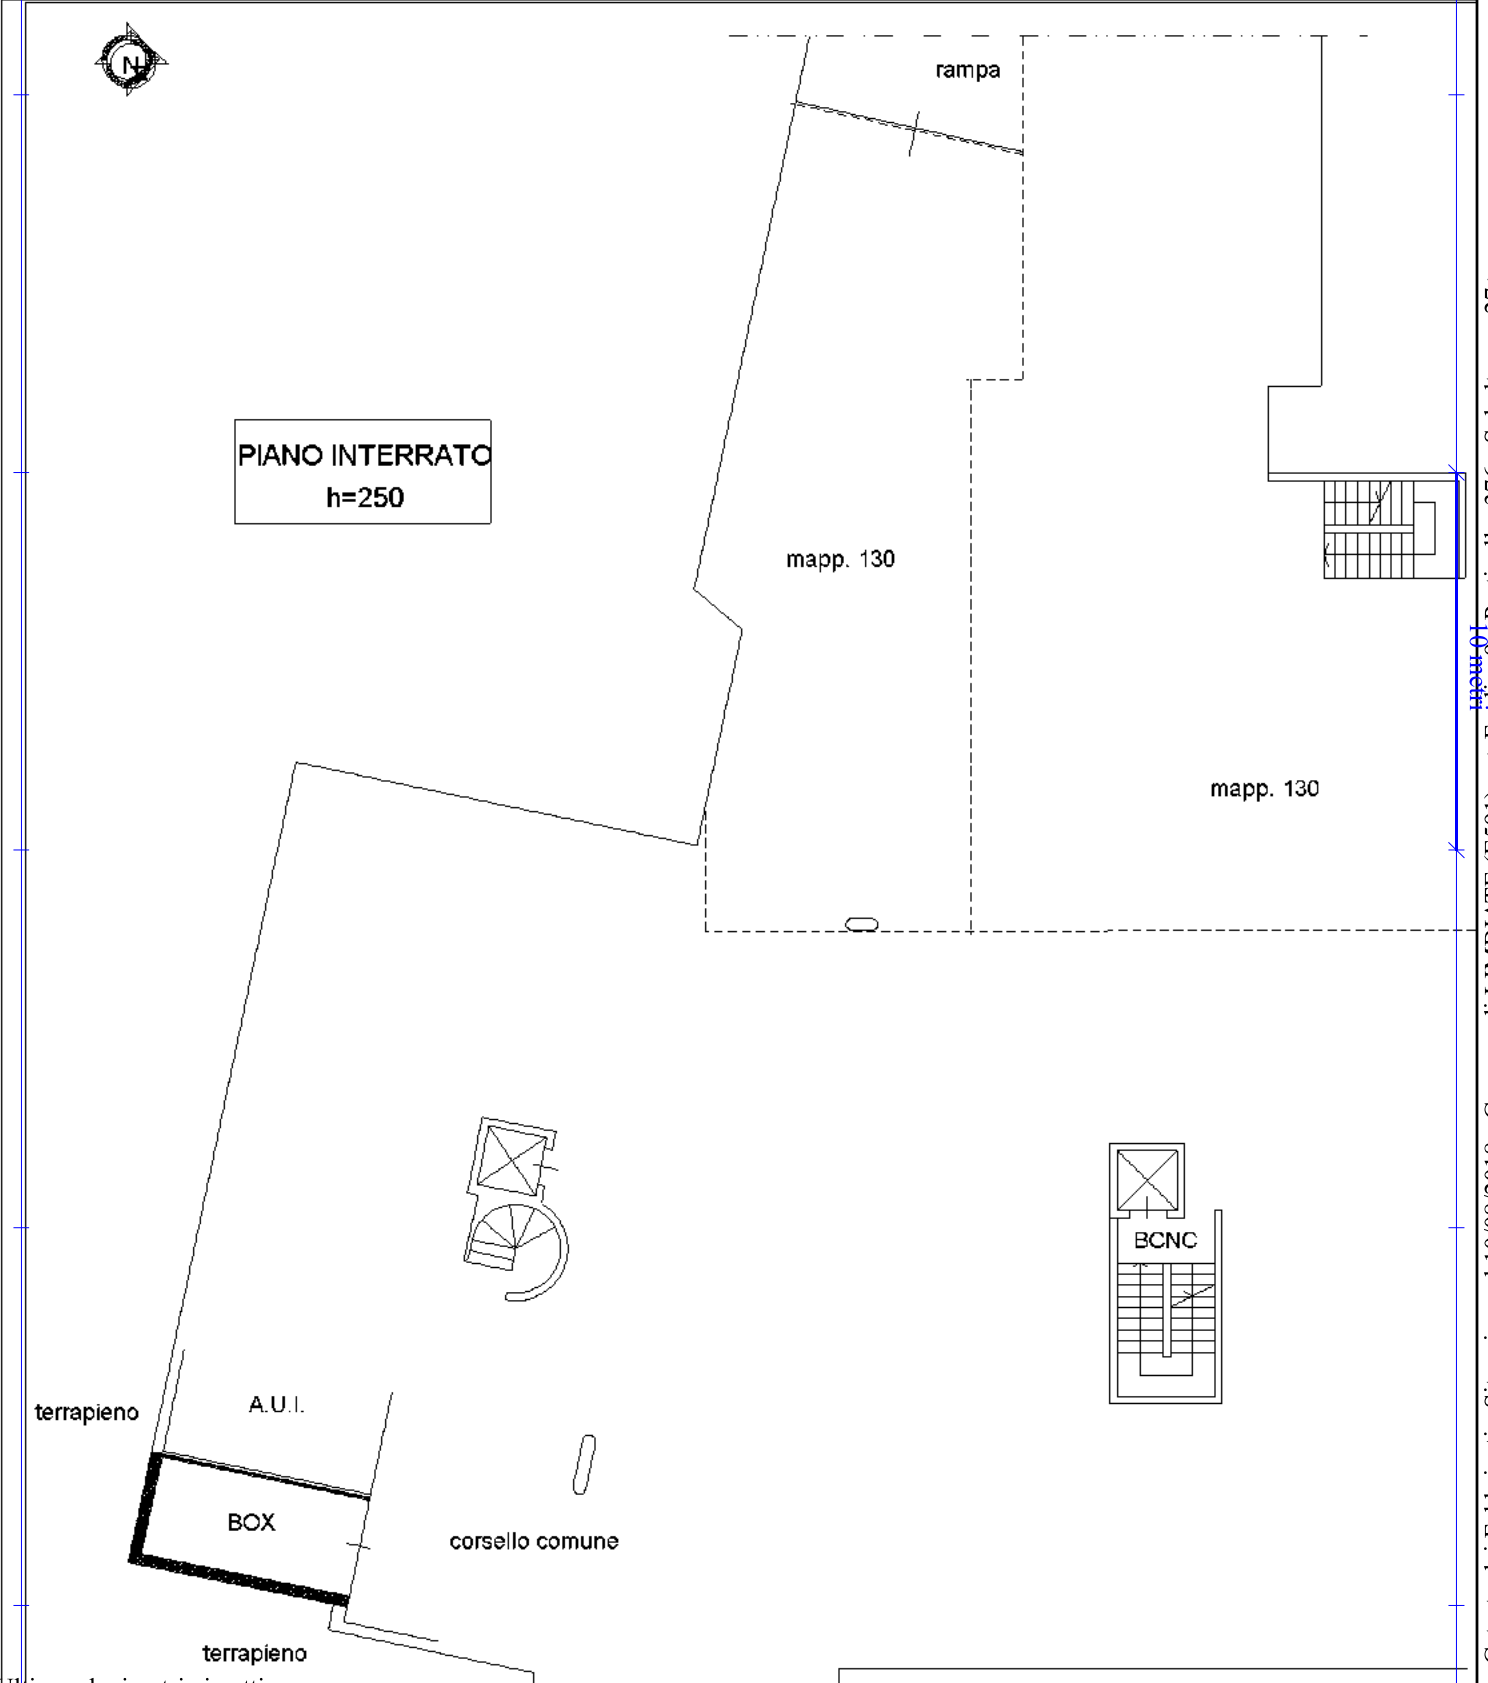 N
rampa
PIANO INTERRATO
h=250
mapp. 130
10 metri
mapp. 130
BCNC
A.U.I.
terrapieno
BOX
corsello comune
terrapieno